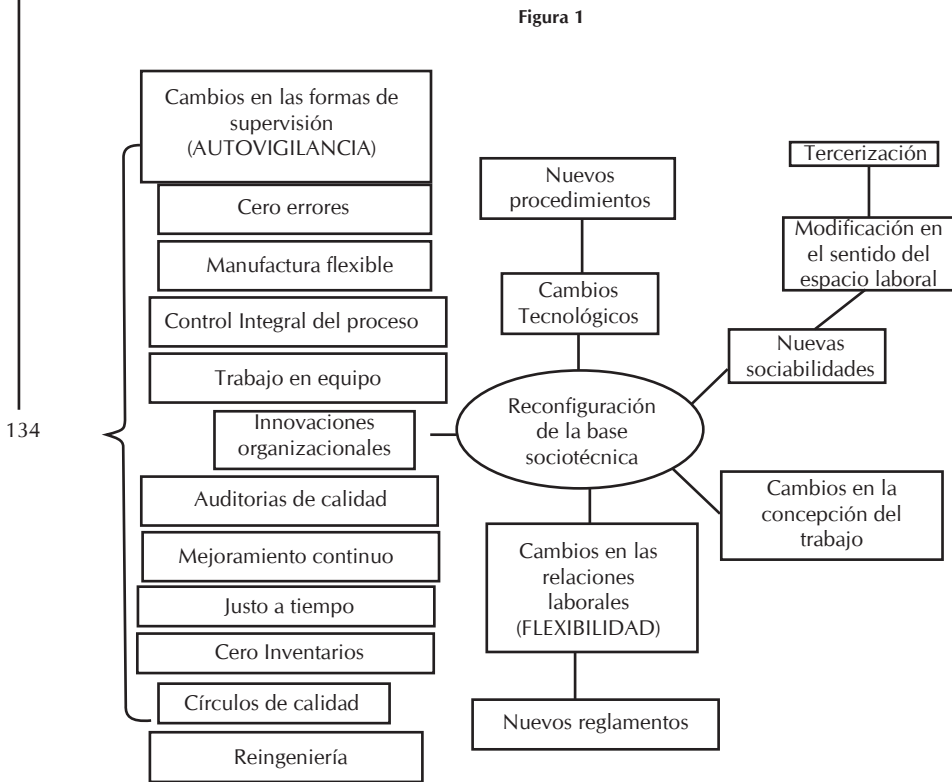 Figura 1
Cambios en las formas de
supervisión
(AUTOVIGILANCIA)
Cero errores
Manufactura flexible
Control Integral del proceso
Trabajo en equipo
Innovaciones
organizacionales
Auditorias de calidad
Mejoramiento continuo
Justo a tiempo
Cero Inventarios
Círculos de calidad
Reingeniería
134
Nuevos
procedimientos
Cambios
Tecnológicos
Reconfiguración
de la base
sociotécnica
Cambios en las
relaciones
laborales
(FLEXIBILIDAD)
Nuevos reglamentos
Tercerización
Modificación en
el sentido del
espacio laboral
Nuevas
sociabilidades
Cambios en la
concepción del
trabajo